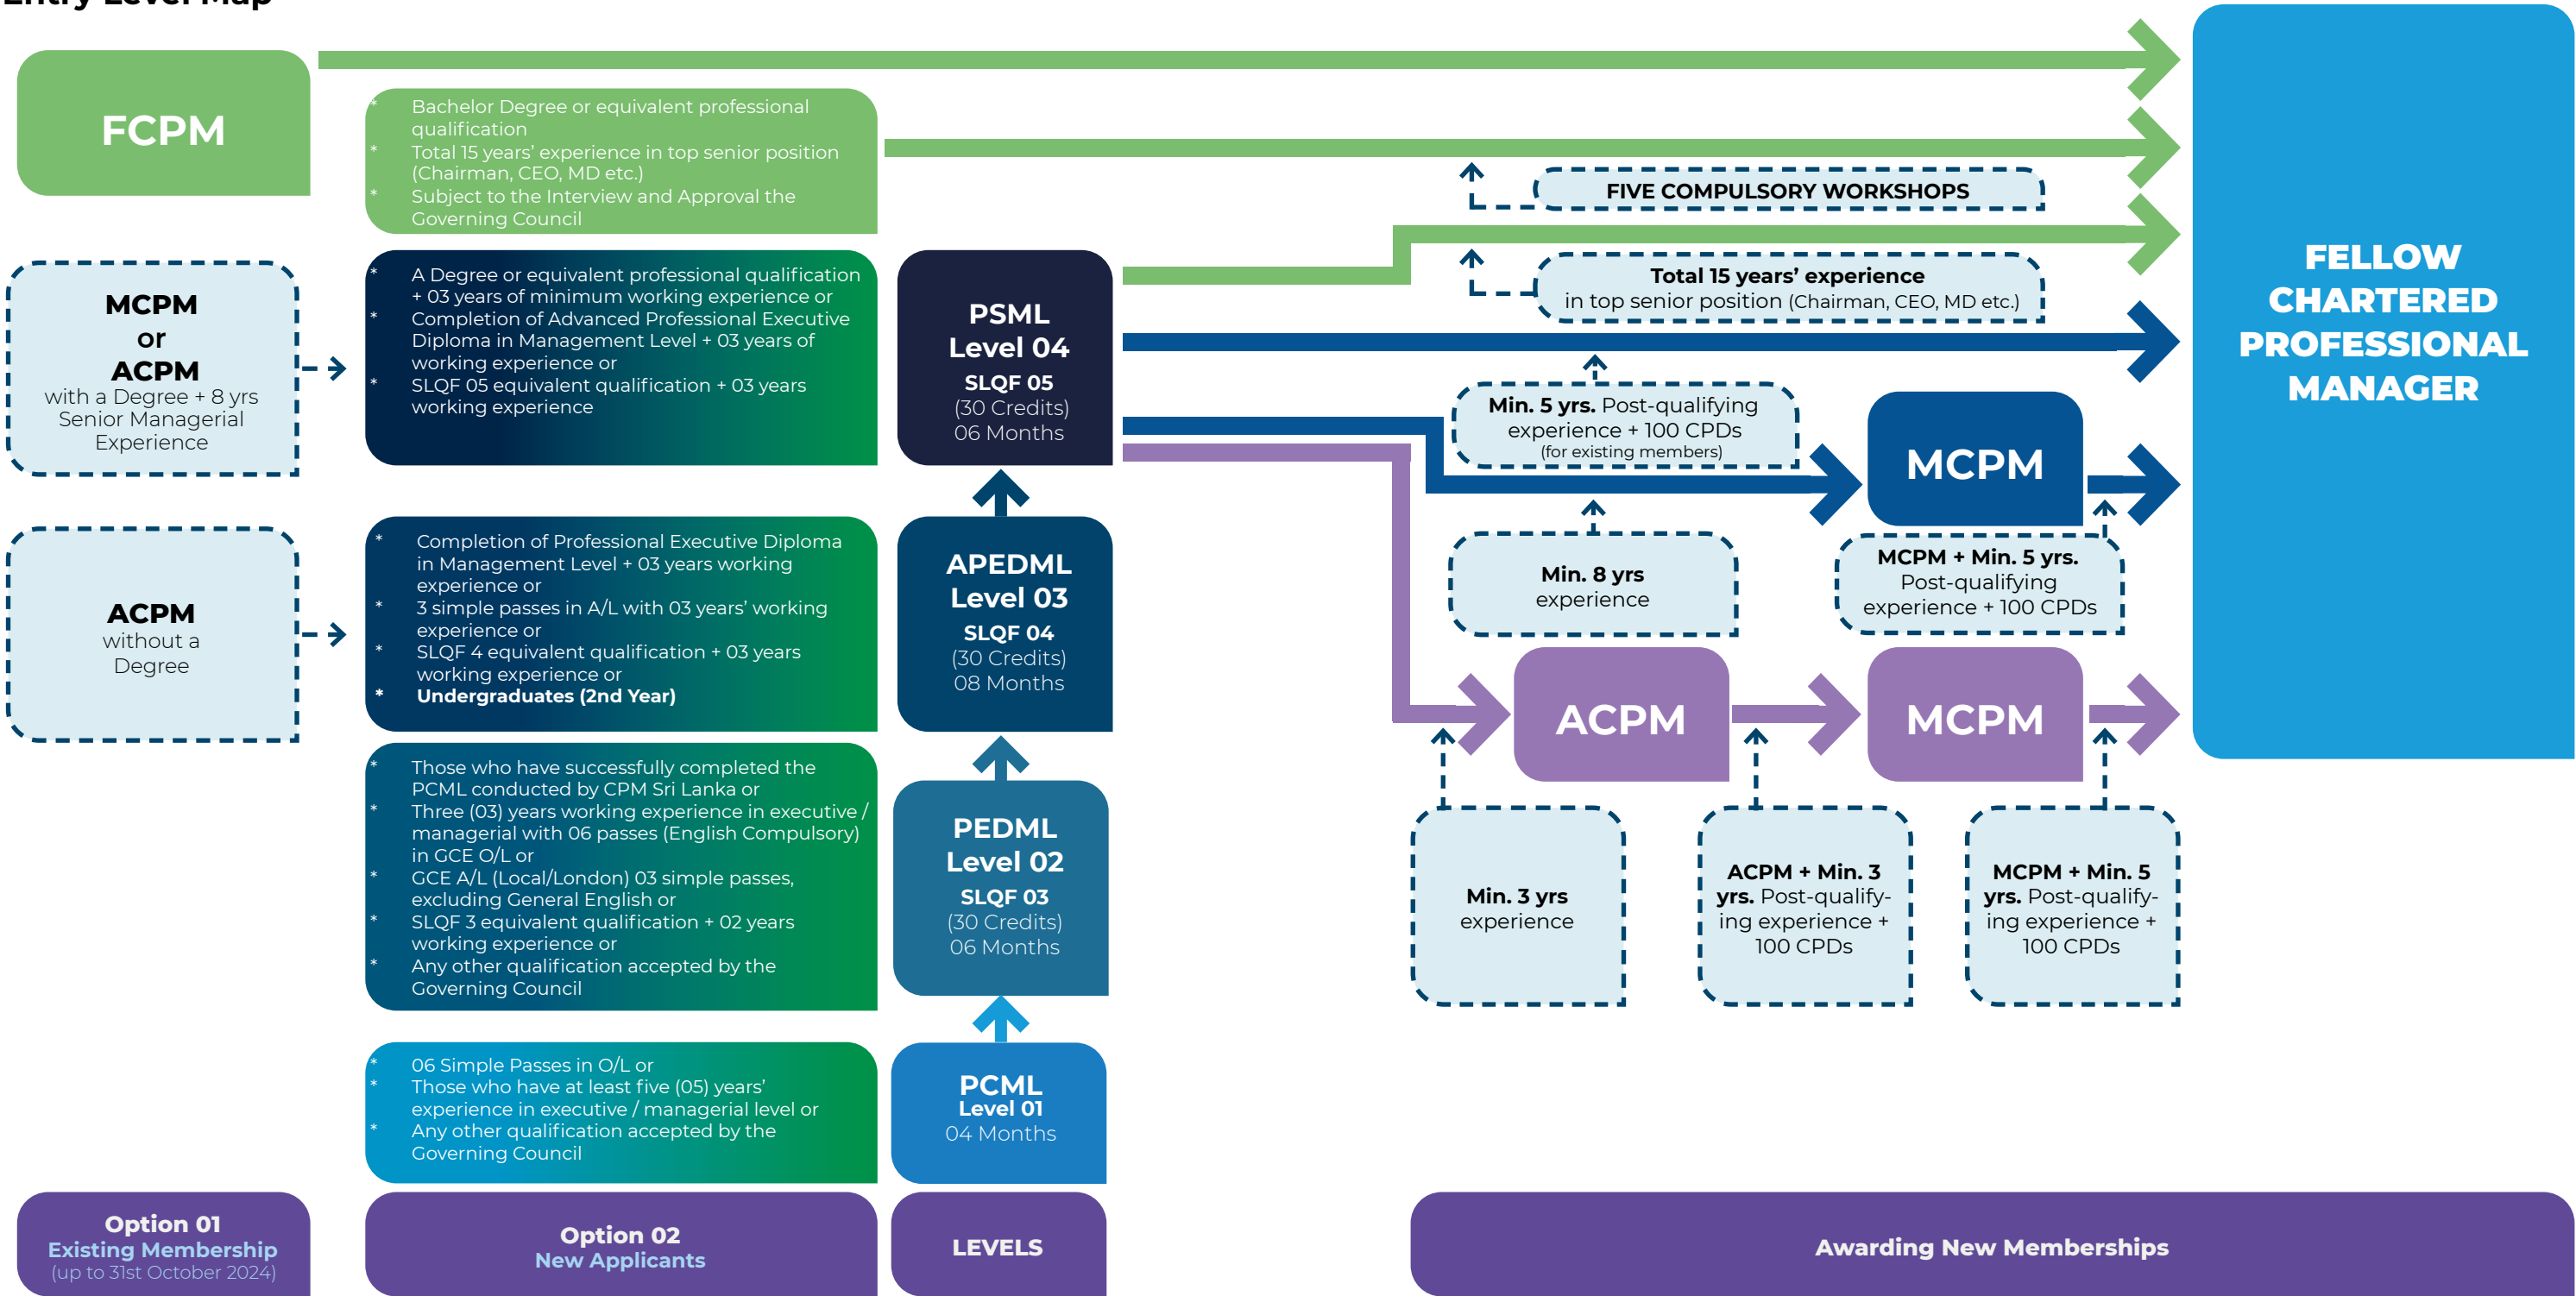 Entry Level Map
FCPM
* Bachelor Degree or equivalent professional
qualification
* Total 15 years’ experience in top senior position
(Chairman, CEO, MD etc.)
* Subject to the Interview and Approval the
Governing Council
FIVE COMPULSORY WORKSHOPS
Total 15 years’ experience
in top senior position (Chairman, CEO, MD etc.)
FELLOW
CHARTERED
PROFESSIONAL
MANAGER
MCPM
or
ACPM
with a Degree + 8 yrs
Senior Managerial
Experience
* A Degree or equivalent professional qualification
+ 03 years of minimum working experience or
* Completion of Advanced Professional Executive
Diploma in Management Level + 03 years of
working experience or
* SLQF 05 equivalent qualification + 03 years
working experience
PSML
Level 04
SLQF 05
(30 Credits)
06 Months
Min. 5 yrs. Post-qualifying
experience + 100 CPDs
(for existing members)
MCPM
Min. 8 yrs
experience
MCPM + Min. 5 yrs.
Post-qualifying
experience + 100 CPDs
ACPM
without a
Degree
* Completion of Professional Executive Diploma
in Management Level + 03 years working
experience or
* 3 simple passes in A/L with 03 years’ working
experience or
* SLQF 4 equivalent qualification + 03 years
working experience or
* Undergraduates (2nd Year)
APEDML
Level 03
SLQF 04
(30 Credits)
08 Months
ACPM
MCPM
* Those who have successfully completed the
PCML conducted by CPM Sri Lanka or
* Three (03) years working experience in executive /
managerial with 06 passes (English Compulsory)
in GCE O/L or
* GCE A/L (Local/London) 03 simple passes,
excluding General English or
* SLQF 3 equivalent qualification + 02 years
working experience or
* Any other qualification accepted by the
Governing Council
PEDML
Level 02
SLQF 03
(30 Credits)
06 Months
Min. 3 yrs
experience
ACPM + Min. 3
yrs. Post-qualify-
ing experience +
100 CPDs
MCPM + Min. 5
yrs. Post-qualify-
ing experience +
100 CPDs
* 06 Simple Passes in O/L or
* Those who have at least five (05) years’
experience in executive / managerial level or
* Any other qualification accepted by the
Governing Council
PCML
Level 01
04 Months
Option 01
Existing Membership
(up to 31st October 2024)
Option 02
New Applicants
LEVELS
Awarding New Memberships